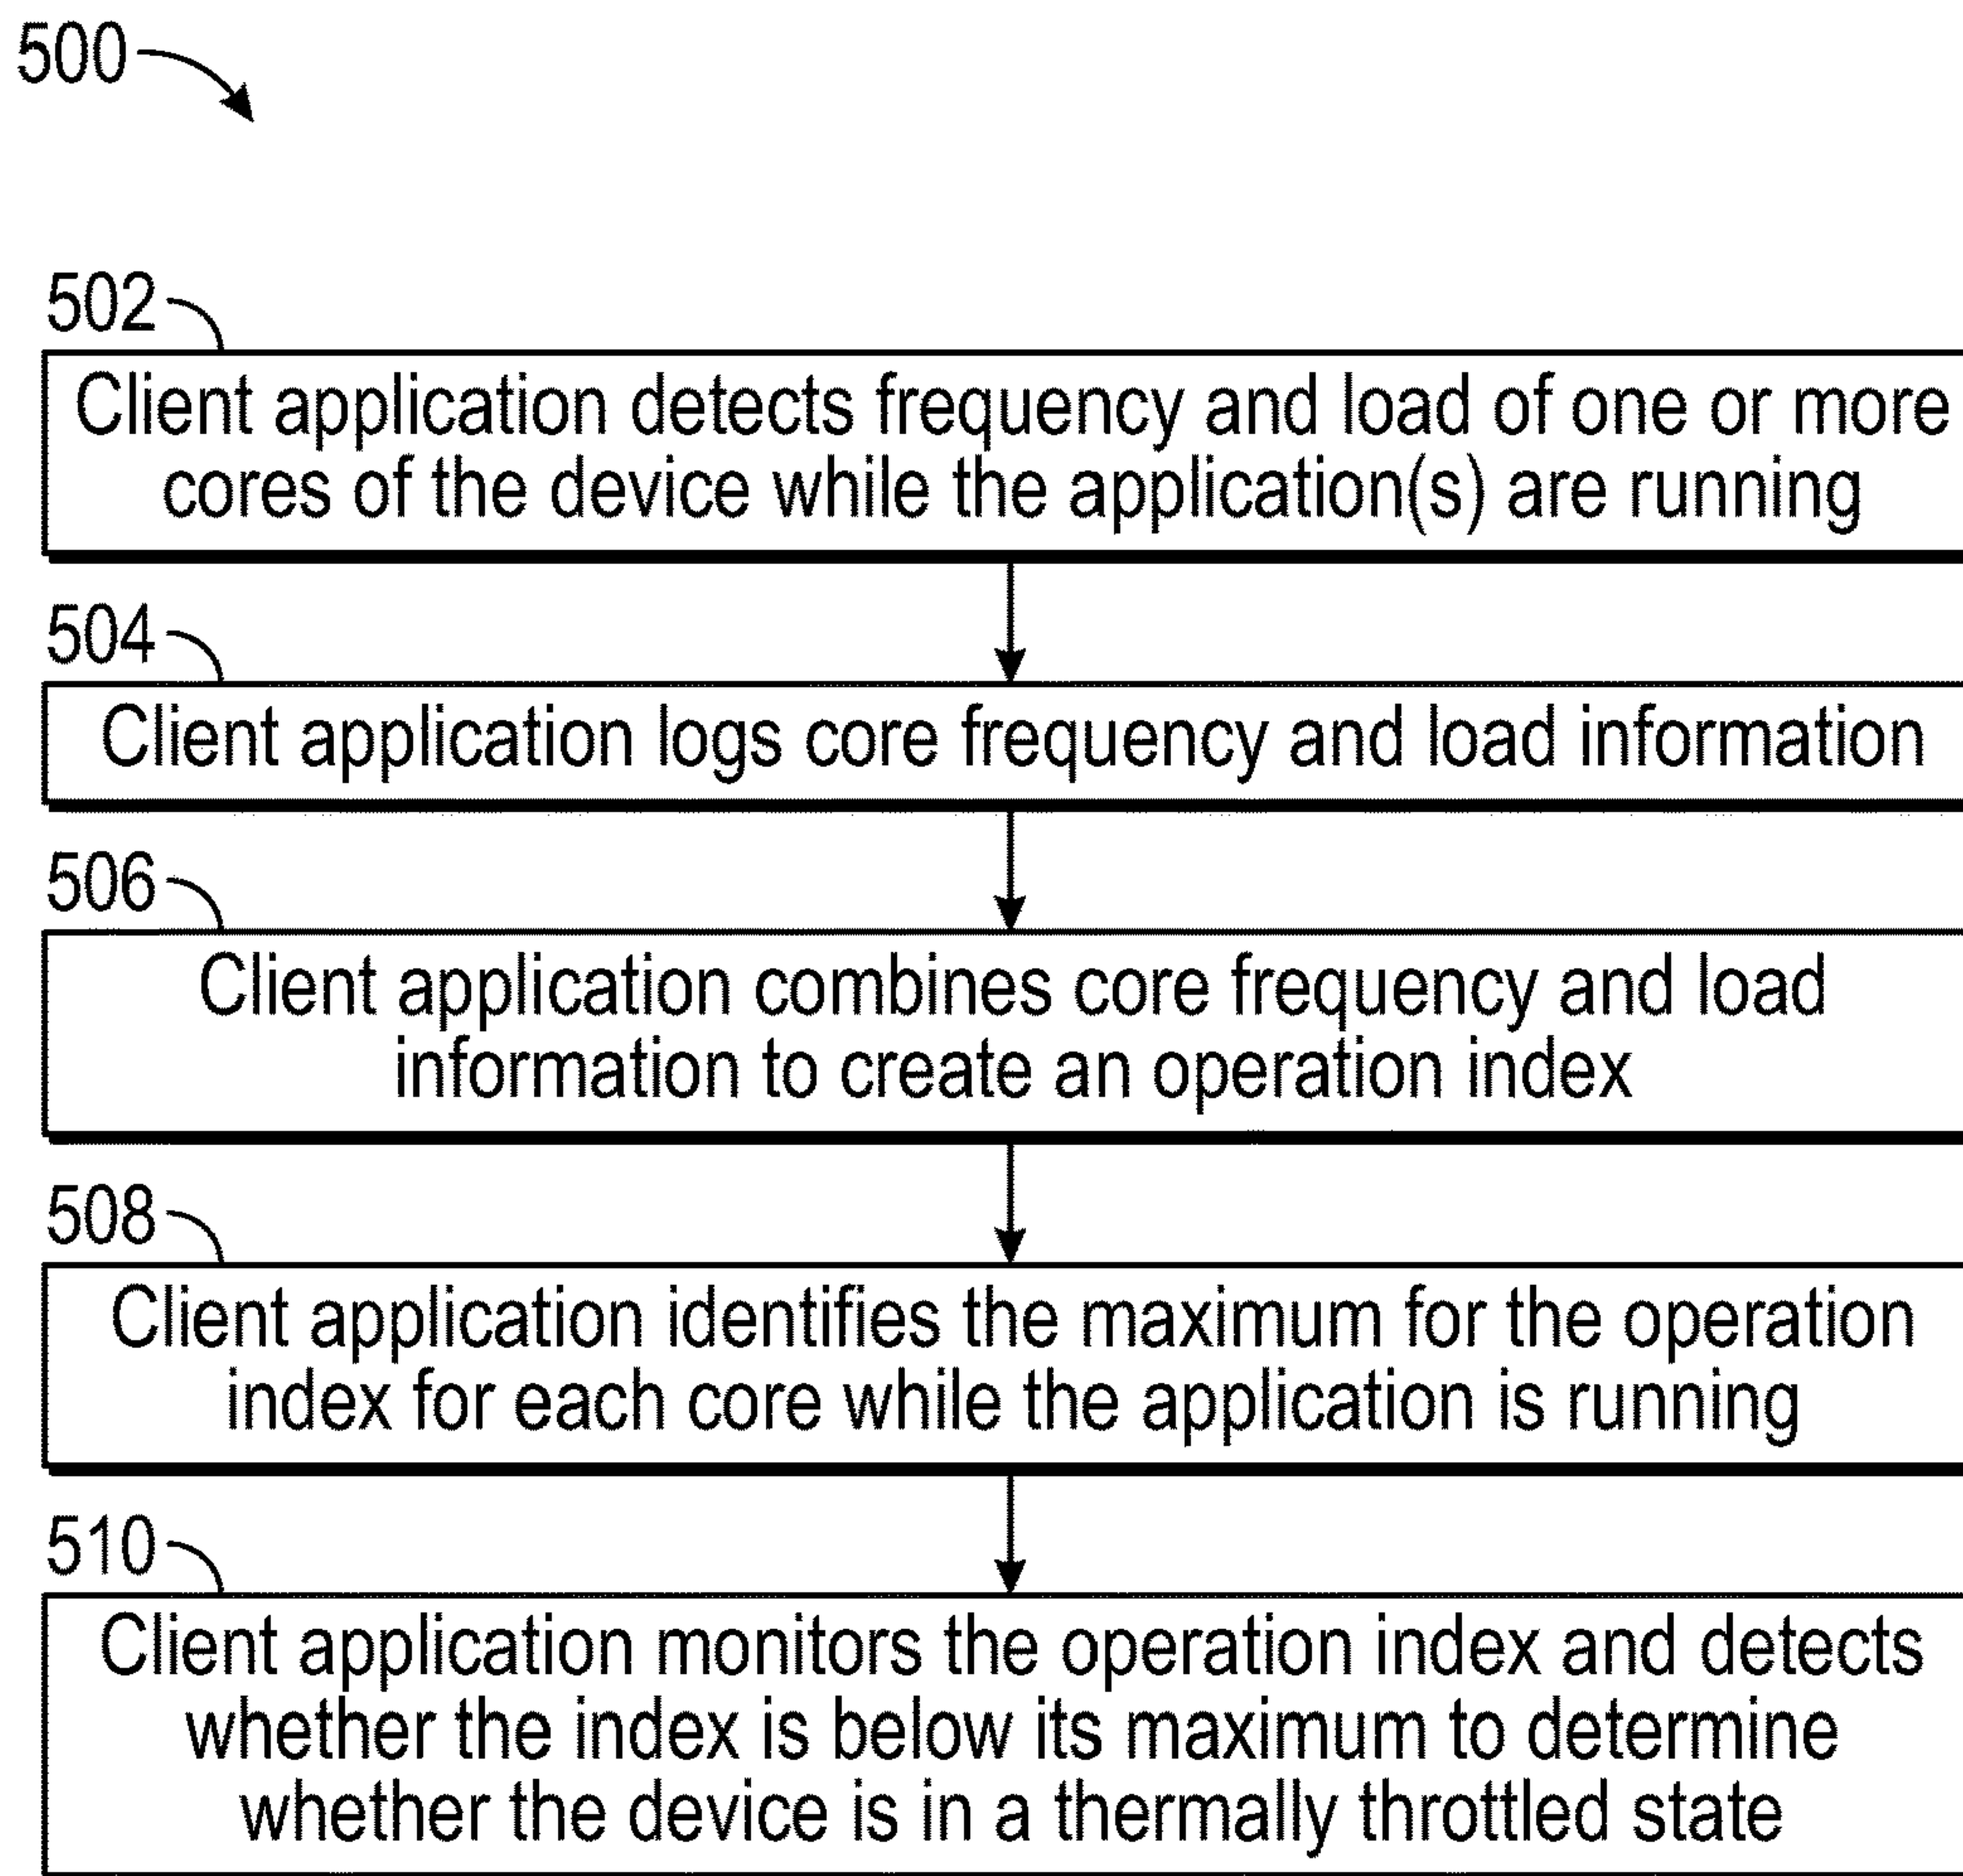 500
502
Client application detects frequency and load of one or more
cores of the device while the application(s) are running
504
Client application logs core frequency and load information
506
Client application combines core frequency and load
information to create an operation index
508
Client application identifies the maximum for the operation
index for each core while the application is running
510
Client application monitors the operation index and detects
whether the index is below its maximum to determine
whether the device is in a thermally throttled state